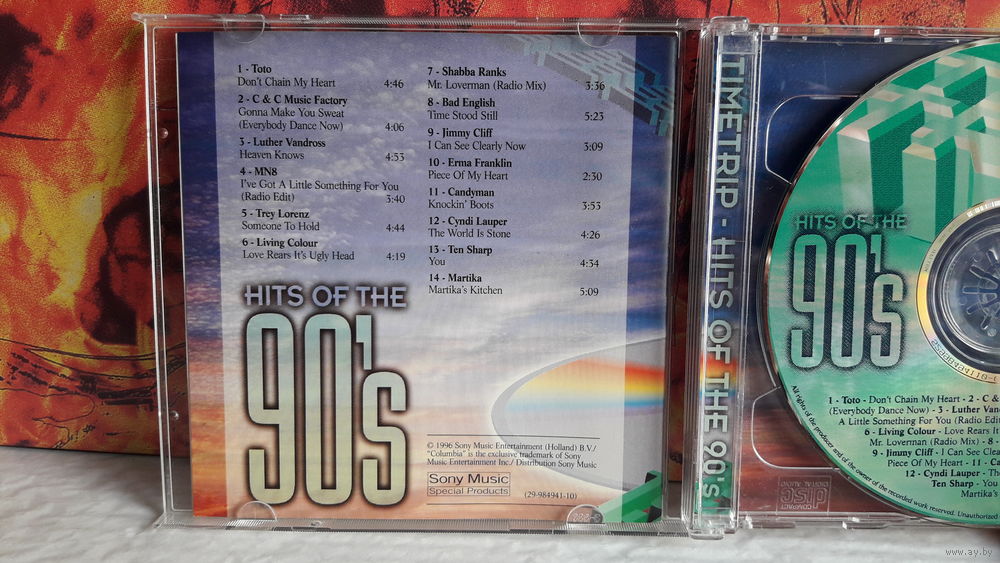 1 - Toto
Don't Chain My Heart 4:46
2 - C & C Music Factory
Gonna Make You Sweat
(Everybody Dance Now) 4:06
3 - Luther Vandross
Heaven Knows 4:53
4 - MN8
I've Got A Little Something For You
(Radio Edit) 3:40
5 - Trey Lorenz
Someone To Hold 4:44
6 - Living Colour
Love Rears It's Ugly Head 4:19
7 - Shabba Ranks
Mr. Loverman (Radio Mix) 3:36
8 - Bad English
Time Stood Still 5:23
9 - Jimmy Cliff
I Can See Clearly Now 3:09
10 - Erma Franklin
Piece Of My Heart 2:30
11 - Candyman
Knockin' Boots 3:53
12 - Cyndi Lauper
The World Is Stone 4:26
13 - Ten Sharp
You 4:34
14 - Martika
Martika's Kitchen 5:09
HITS OF THE
90's
© 1996 Sony Music Entertainment (Holland) B.V./
"Columbia" is the exclusive trademark of Sony
Music Entertainment Inc./ Distribution Sony Music
Sony Music
Special Products
(29-984941-10)
TIMETRIP - HITS OF THE 90's
HITS OF THE
90's
1 - Toto - Don't Chain My Heart - 2 - C &
(Everybody Dance Now) - 3 - Luther Van
A Little Something For You (Radio Edi
6 - Living Colour - Love Rears It
Mr. Loverman (Radio Mix) - 8 -
9 - Jimmy Cliff - I Can See Clearl
Piece Of My Heart - 11 - Ca
12 - Cyndi Lauper - The
Ten Sharp - You
Martika's
All rights of the producer and of the owner of the recorded work reserved. Unauthorized
COMPACT
disc
DIGITAL AUDIO
www.ay.by